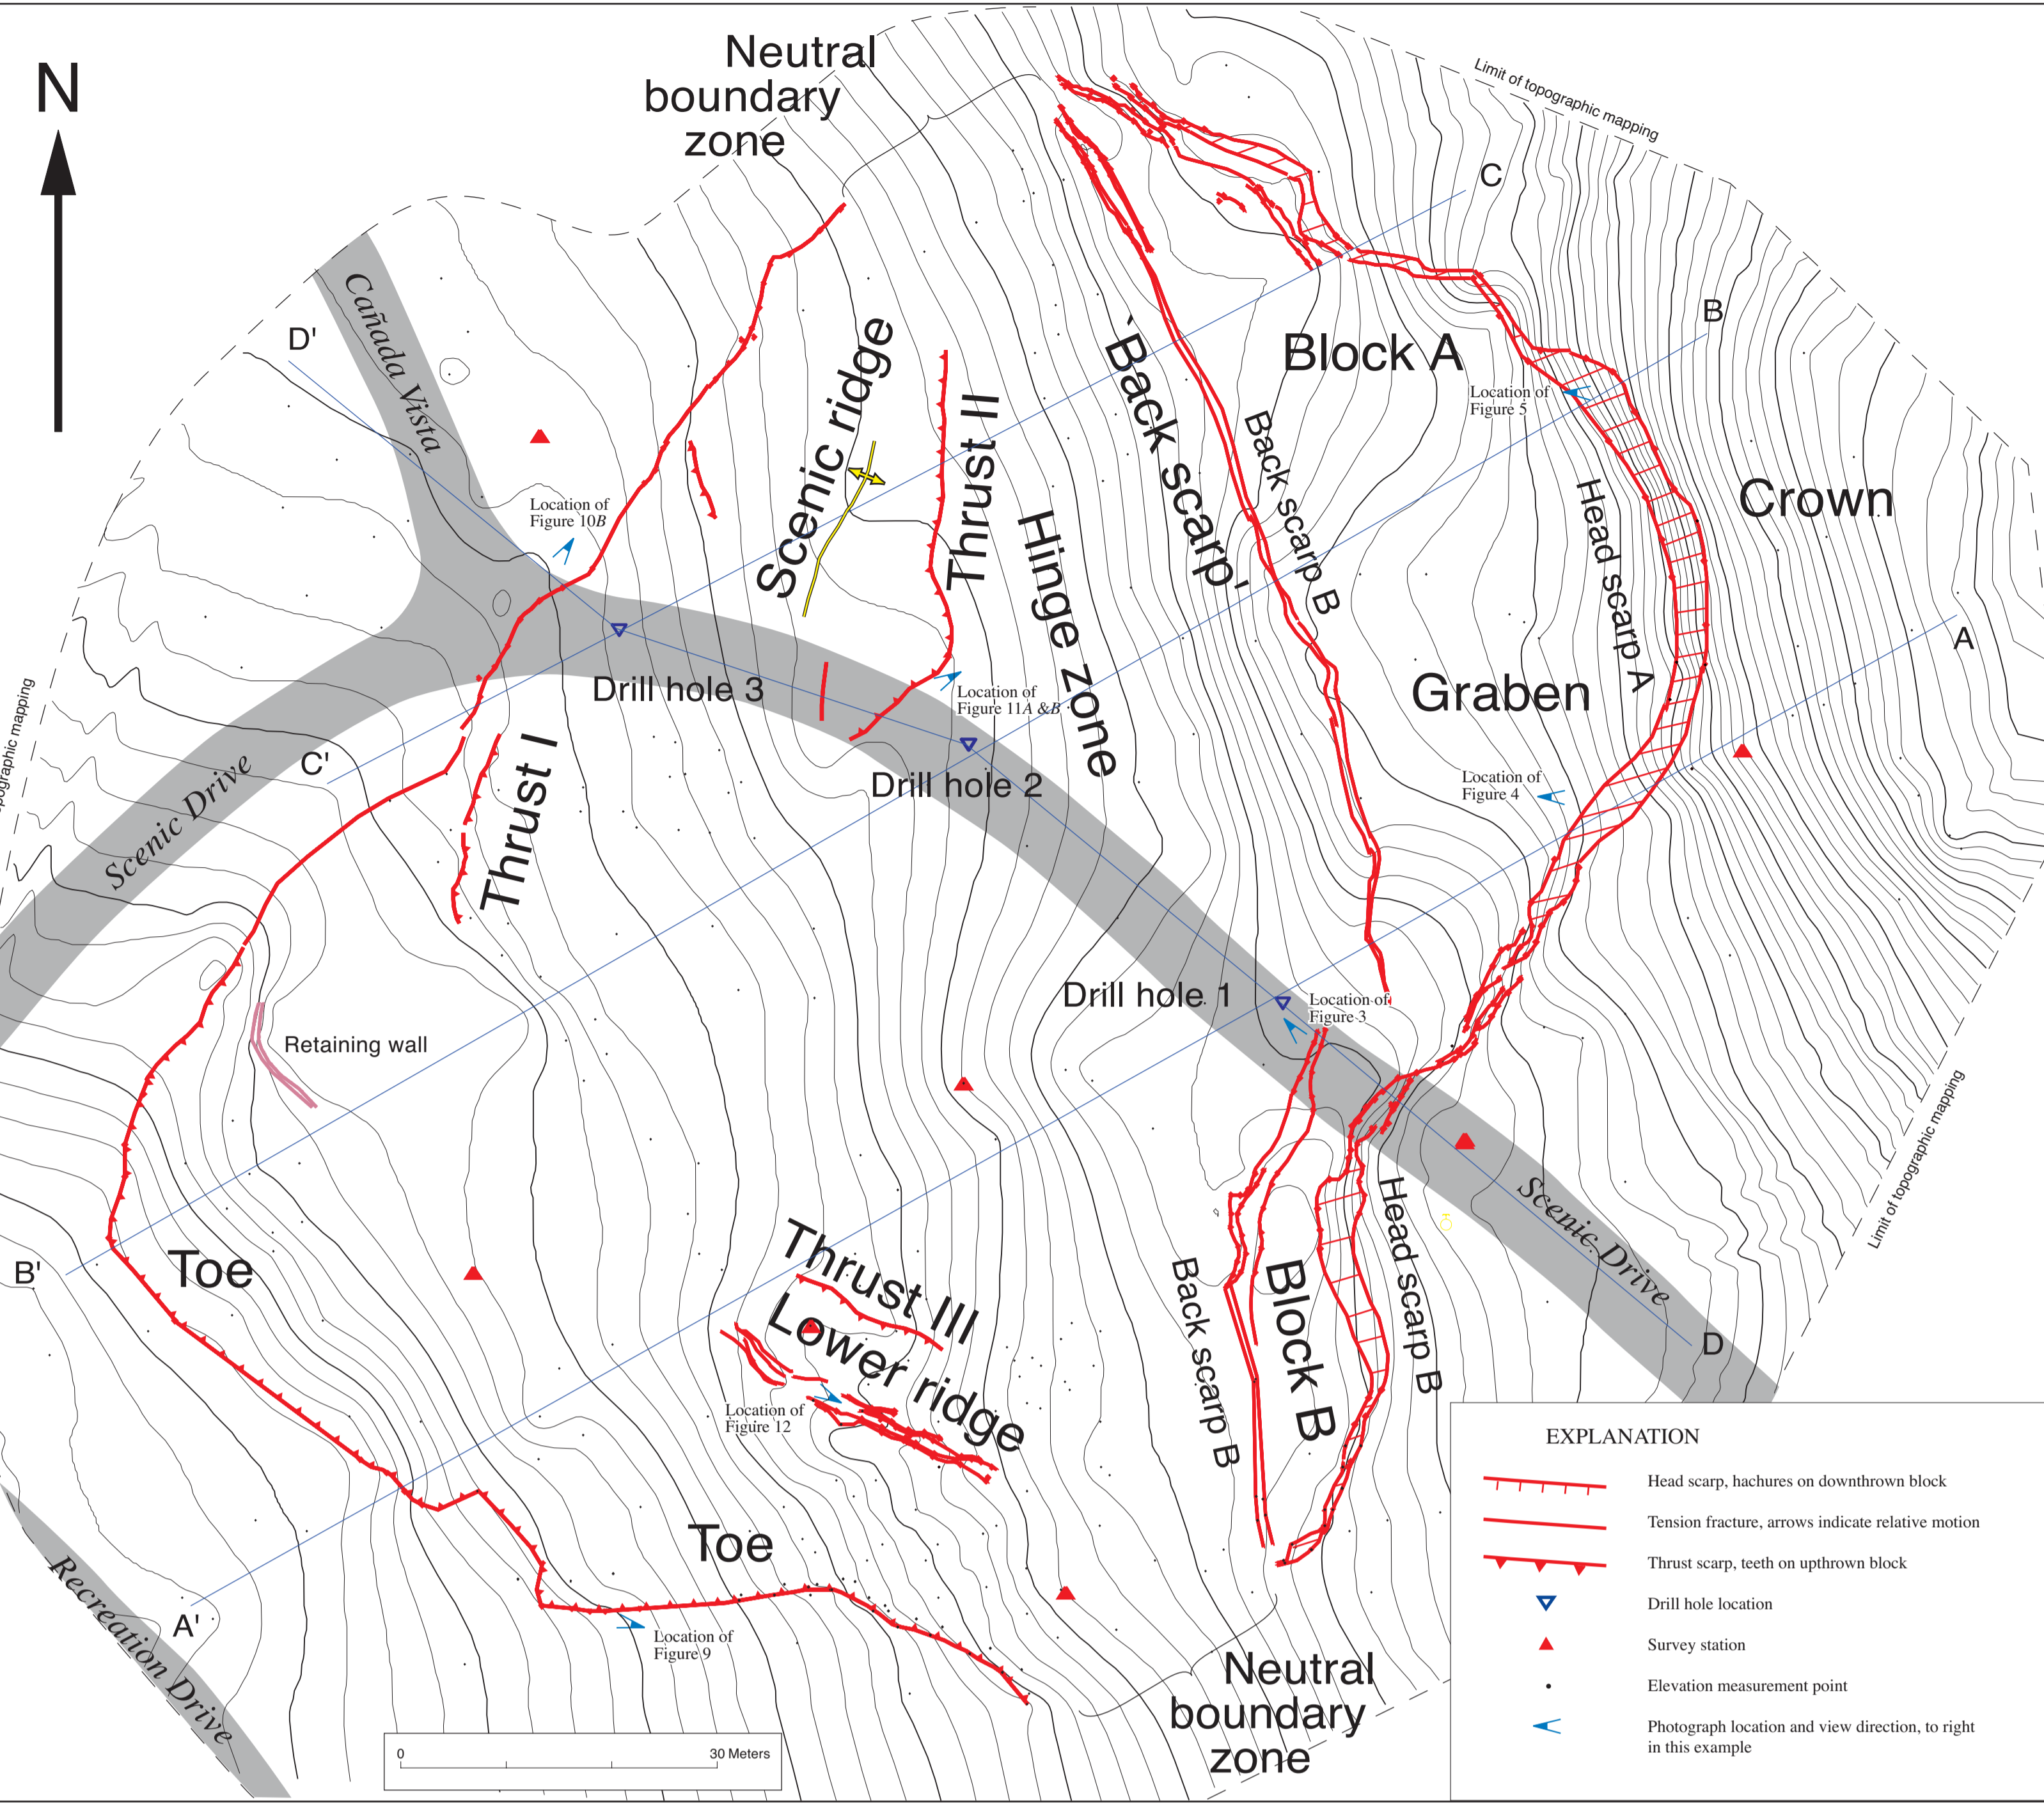 Neutral
boundary
zone
N
Limit of topographic mapping
C
Cañada Vista
D'
B
Scenic ridge
Thrust II
`Back scarp'
Block A
Location of
Figure 5
Back scarp B
Head scarp A
Crown
Location of
Figure 10B
Hinge zone
A
Drill hole 3
Location of
Figure 11A &B
Graben
Scenic Drive
C'
Thrust I
Drill hole 2
Location of
Figure 4
opographic mapping
Drill hole 1
Location of
Figure 3
Retaining wall
Limit of topographic mapping
Scenic Drive
B'
Toe
Thrust III
Lower ridge
Location of
Figure 12
Back scarp B
Block B
Head scarp B
D
Toe
Recreation Drive
A'
Location of
Figure 9
Neutral
boundary
zone
0 30 Meters
EXPLANATION
Head scarp, hachures on downthrown block
Tension fracture, arrows indicate relative motion
Thrust scarp, teeth on upthrown block
Drill hole location
Survey station
Elevation measurement point
Photograph location and view direction, to right
in this example